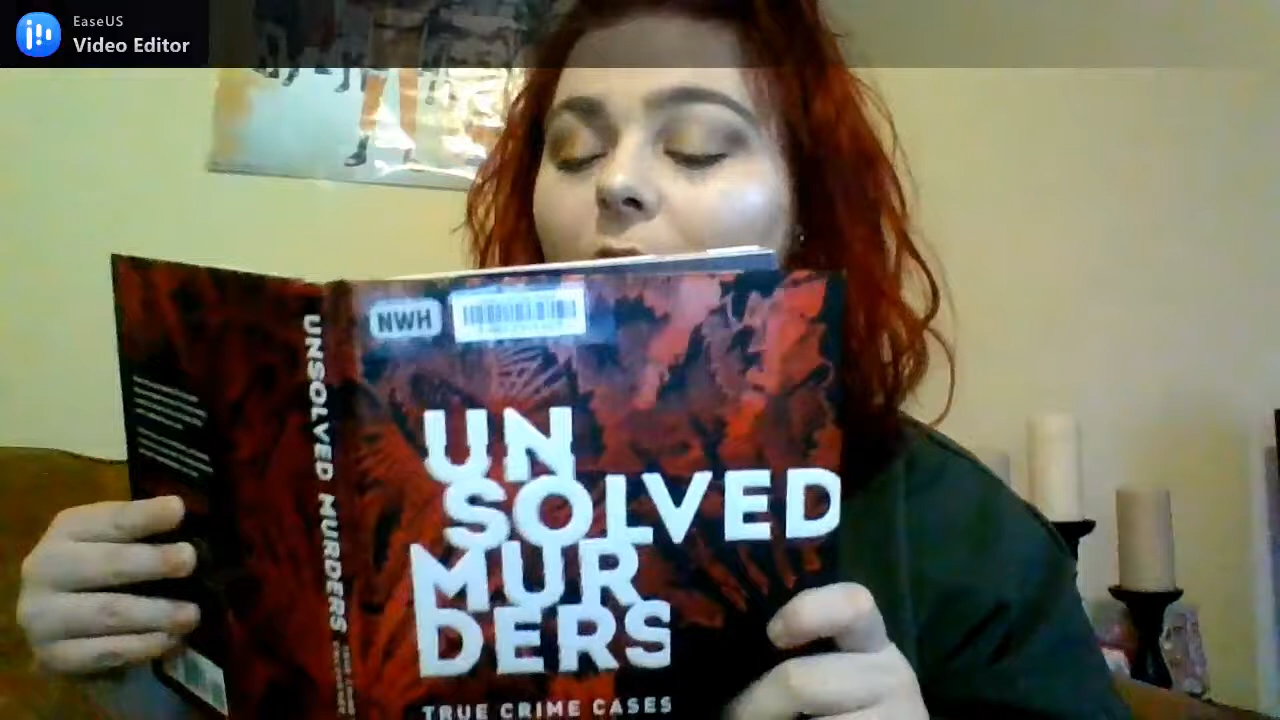 EaseUS
Video Editor
NWH
UNSOLVED MURDERS
UN
SOLVED
MUR
DERS
TRUE CRIME CASES